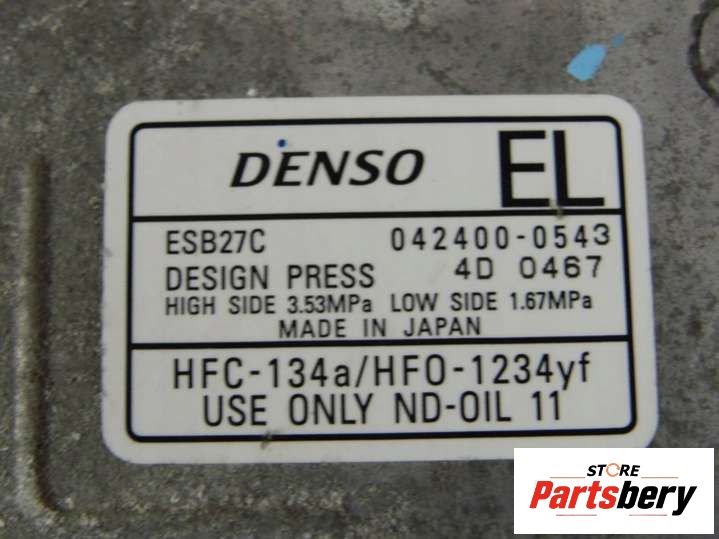 DENSO EL
ESB27C 042400-0543
DESIGN PRESS 4D 0467
HIGH SIDE 3.53MPa LOW SIDE 1.67MPa
MADE IN JAPAN
HFC-134a/HFO-1234yf
USE ONLY ND-OIL 11
STORE
Partsbery